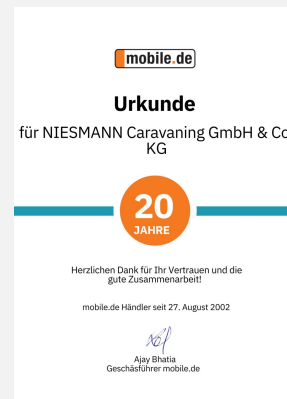 mobile.de
Urkunde
für NIESMANN Caravaning GmbH & Co
KG
20
JAHRE
Herzlichen Dank für Ihr Vertrauen und die
gute Zusammenarbeit!
mobile.de Händler seit 27. August 2002
Ajay Bhatia
Geschäsführer mobile.de